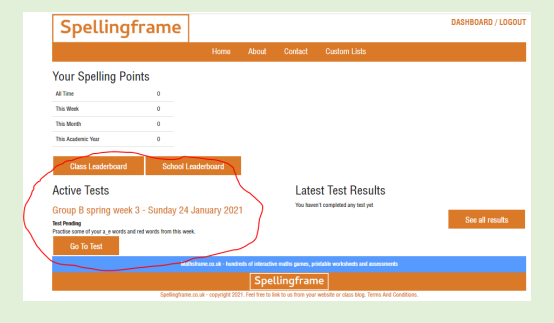 Spellingframe
DASHBOARD / LOGOUT
Home About Contact Custom Lists
Your Spelling Points
All Time 0
This Week 0
This Month 0
This Academic Year 0
Class Leaderboard School Leaderboard
Active Tests
Group B spring week 3 - Sunday 24 January 2021
Test Pending
Practise some of your a_e words and red words from this week.
Go To Test
Latest Test Results
You haven't completed any test yet
See all results
Mathsframe.co.uk - hundreds of interactive maths games, printable worksheets and assessments
Spellingframe
Spellingframe.co.uk - copyright 2021. Feel free to link to us from your website or class blog. Terms And Conditions.